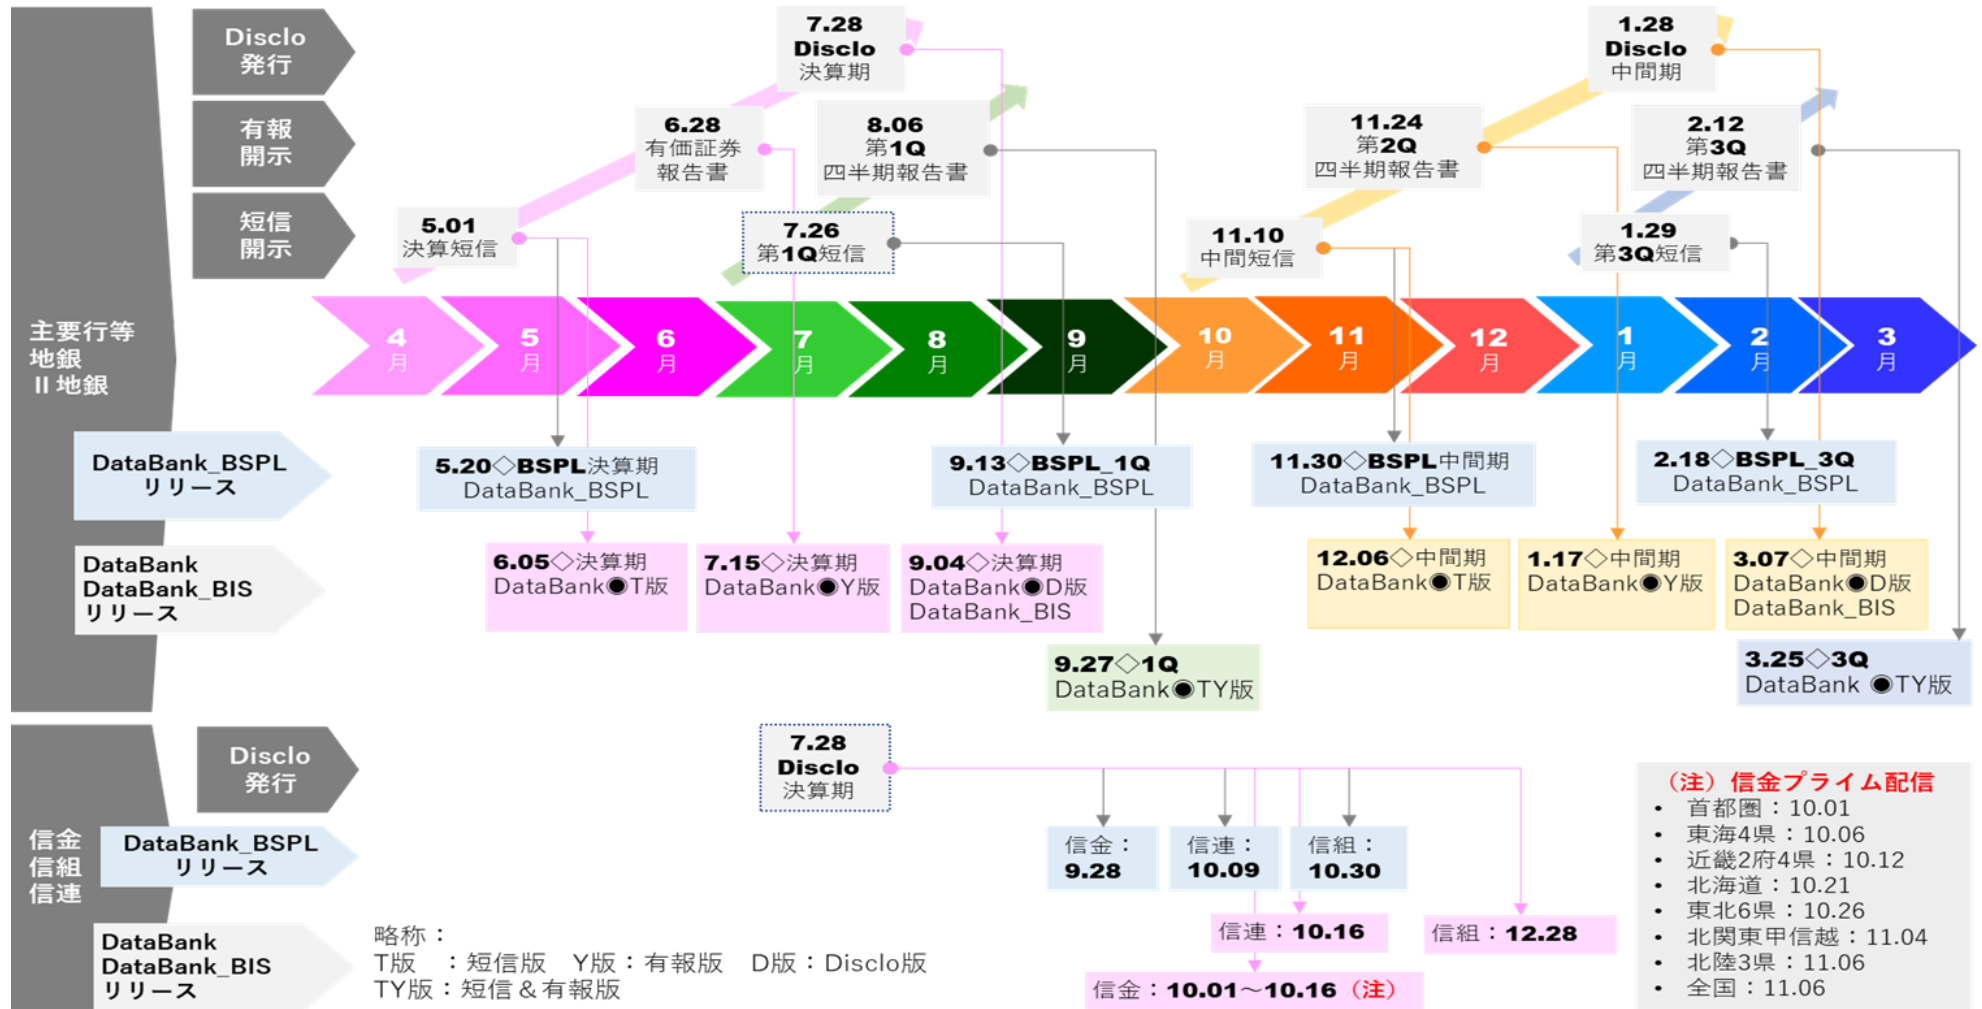 Disclo
発行
有報
開示
短信
開示
主要行等
地銀
Ⅱ地銀
7.28
Disclo
決算期
6.28
有価証券
報告書
8.06
第1Q
四半期報告書
5.01
決算短信
7.26
第1Q短信
1.28
Disclo
中間期
11.24
第2Q
四半期報告書
2.12
第3Q
四半期報告書
11.10
中間短信
1.29
第3Q短信
4
月
5
月
6
月
7
月
8
月
9
月
10
月
11
月
12
月
1
月
2
月
3
月
DataBank_BSPL
リリース
5.20◇BSPL決算期
DataBank_BSPL
9.13◇BSPL_1Q
DataBank_BSPL
11.30◇BSPL中間期
DataBank_BSPL
2.18◇BSPL_3Q
DataBank_BSPL
DataBank
DataBank_BIS
リリース
6.05◇決算期
DataBank◉T版
7.15◇決算期
DataBank◉Y版
9.04◇決算期
DataBank◉D版
DataBank_BIS
12.06◇中間期
DataBank◉T版
1.17◇中間期
DataBank◉Y版
3.07◇中間期
DataBank◉D版
DataBank_BIS
9.27◇1Q
DataBank◉TY版
3.25◇3Q
DataBank ◉TY版
信金
信組
信連
Disclo
発行
7.28
Disclo
決算期
DataBank_BSPL
リリース
信金：
9.28
信連：
10.09
信組：
10.30
DataBank
DataBank_BIS
リリース
信連：10.16
信組：12.28
信金：10.01～10.16（注）
略称：
T版　：短信版　Y版：有報版　D版：Disclo版
TY版：短信＆有報版
（注）信金プライム配信
• 首都圏：10.01
• 東海4県：10.06
• 近畿2府4県：10.12
• 北海道：10.21
• 東北6県：10.26
• 北関東甲信越：11.04
• 北陸3県：11.06
• 全国：11.06